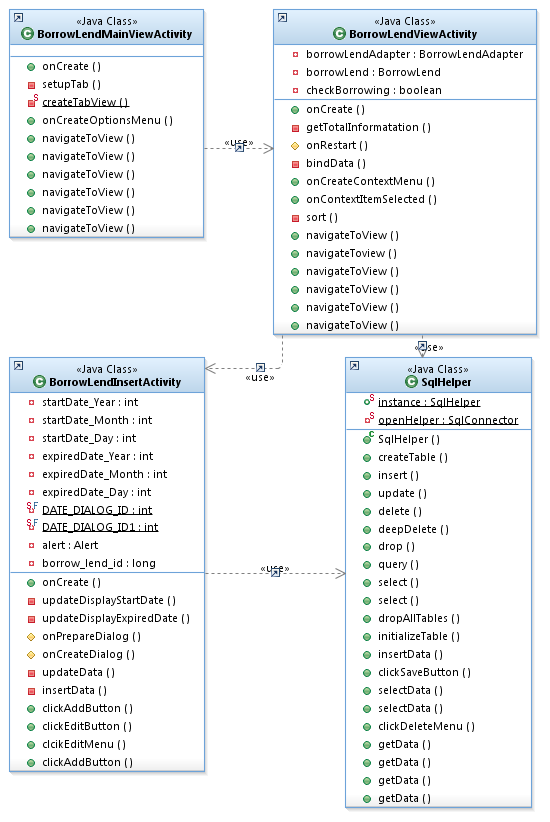 «Java Class»
BorrowLendMainViewActivity
onCreate ( )
setupTab ( )
createTabView ( )
onCreateOptionsMenu ( )
navigateToView ( )
navigateToView ( )
navigateToView ( )
navigateToView ( )
navigateToView ( )
navigateToView ( )
«use»
«Java Class»
BorrowLendViewActivity
borrowLendAdapter : BorrowLendAdapter
borrowLend : BorrowLend
checkBorrowing : boolean
onCreate ( )
getTotalInformatation ( )
onRestart ( )
bindData ( )
onCreateContextMenu ( )
onContextItemSelected ( )
sort ( )
navigateToView ( )
navigateToView ( )
navigateToview ( )
navigateToView ( )
navigateToView ( )
navigateToView ( )
«use»
«use»
«Java Class»
BorrowLendInsertActivity
startDate_Year : int
startDate_Month : int
startDate_Day : int
expiredDate_Year : int
expiredDate_Month : int
expiredDate_Day : int
DATE_DIALOG_ID : int
DATE_DIALOG_ID1 : int
alert : Alert
borrow_lend_id : long
onCreate ( )
updateDisplayStartDate ( )
updateDisplayExpiredDate ( )
onPrepareDialog ( )
onCreateDialog ( )
updateData ( )
insertData ( )
clickAddButton ( )
clickEditButton ( )
clcikEditMenu ( )
clickAddButton ( )
«use»
«Java Class»
SqlHelper
instance : SqlHelper
openHelper : SqlConnector
SqlHelper ( )
createTable ( )
insert ( )
update ( )
delete ( )
deepDelete ( )
drop ( )
query ( )
select ( )
select ( )
dropAllTables ( )
initializeTable ( )
insertData ( )
clickSaveButton ( )
selectData ( )
selectData ( )
clickDeleteMenu ( )
getData ( )
getData ( )
getData ( )
getData ( )